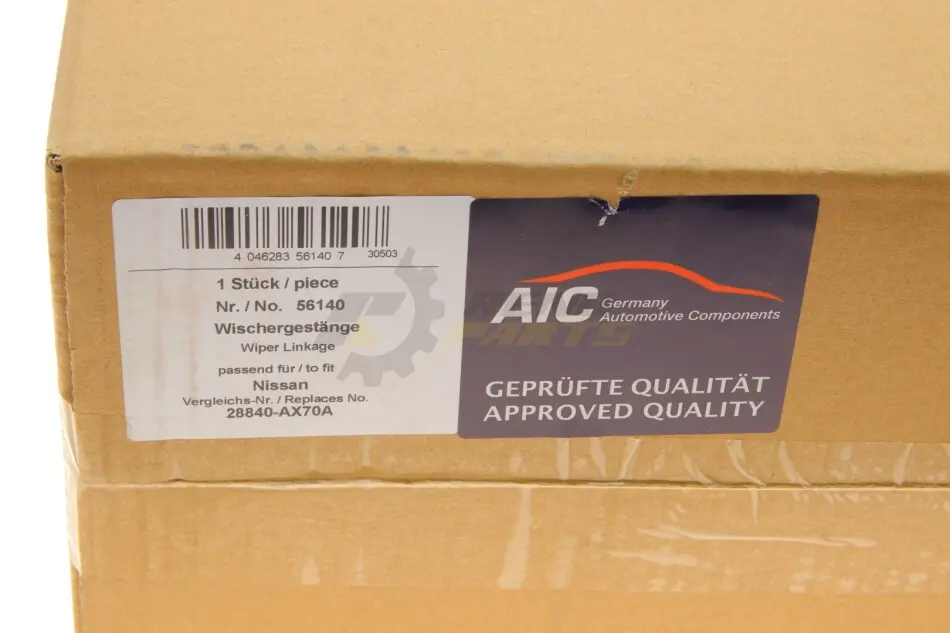 4 046283 56140 7 30503
1 Stück / piece
Nr. / No. 56140
Wischergestänge
Wiper Linkage
passend für / to fit
Nissan
Vergleichs-Nr. / Replaces No.
28840-AX70A
AIC Germany
Automotive Components
GEPRÜFTE QUALITÄT
APPROVED QUALITY
PARTS